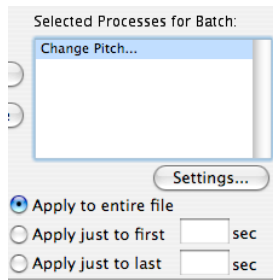 Selected Processes for Batch:
Change Pitch...
Settings...
Apply to entire file
Apply just to first sec
Apply just to last sec